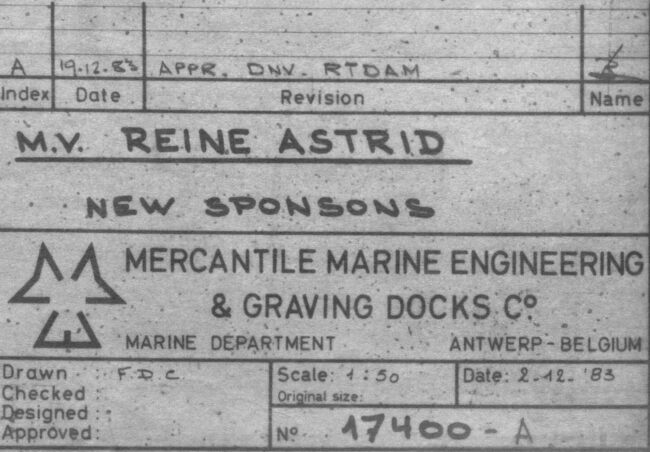 A 19.12.83 APPR. DNV. RTDAM
Index Date Revision Name
M.V. REINE ASTRID
NEW SPONSONS
MERCANTILE MARINE ENGINEERING
& GRAVING DOCKS Cº
MARINE DEPARTMENT ANTWERP-BELGIUM
Drawn : F.D.C. Scale: 1:50 Date: 2-12-'83
Checked : Original size:
Designed :
Approved: Nº 17400-A